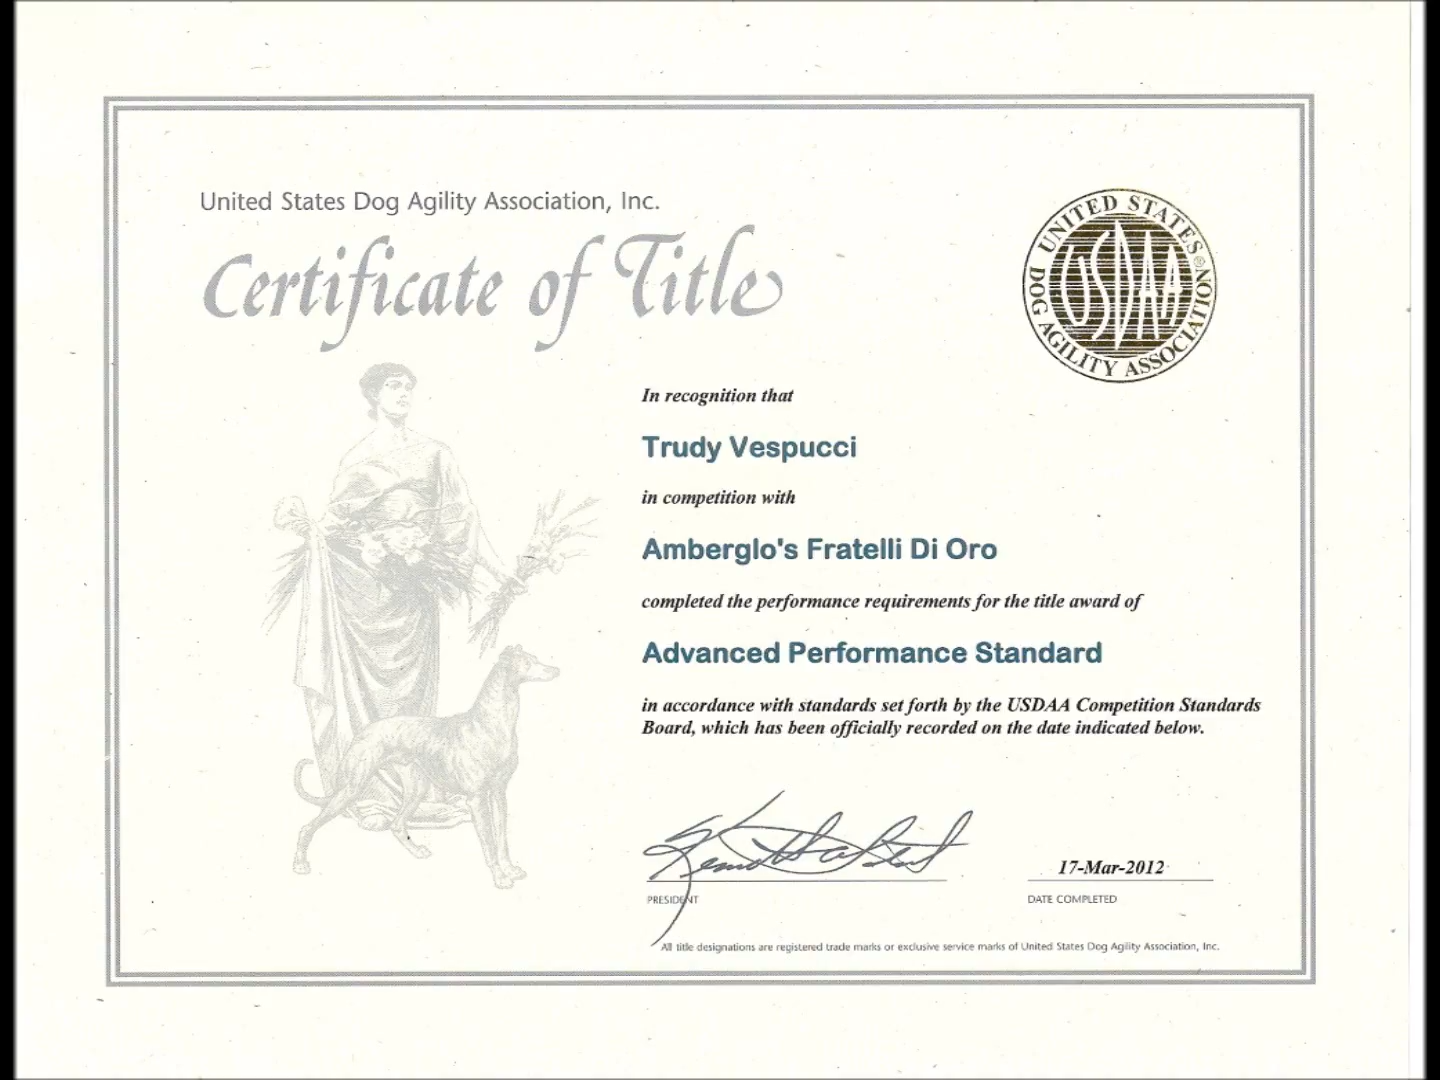 United States Dog Agility Association, Inc.
Certificate of Title
UNITED STATES
DOG AGILITY ASSOCIATION
®
USDAA
In recognition that
Trudy Vespucci
in competition with
Amberglo's Fratelli Di Oro
completed the performance requirements for the title award of
Advanced Performance Standard
in accordance with standards set forth by the USDAA Competition Standards
Board, which has been officially recorded on the date indicated below.
17-Mar-2012
PRESIDENT
DATE COMPLETED
All title designations are registered trade marks or exclusive service marks of United States Dog Agility Association, Inc.